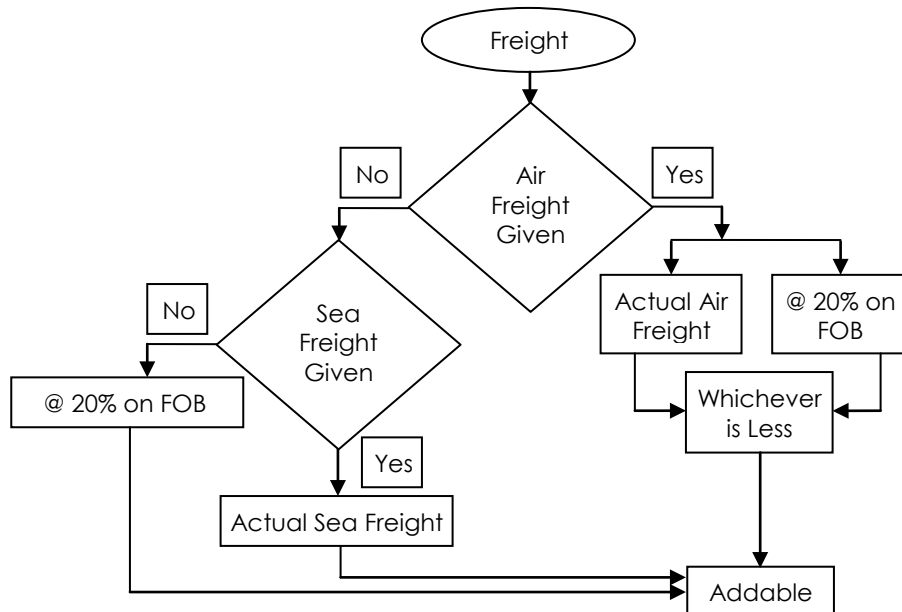 Freight
No
Air
Freight
Given
Yes
No
Sea
Freight
Given
Actual Air
Freight
@ 20% on
FOB
@ 20% on FOB
Whichever
is Less
Yes
Actual Sea Freight
Addable